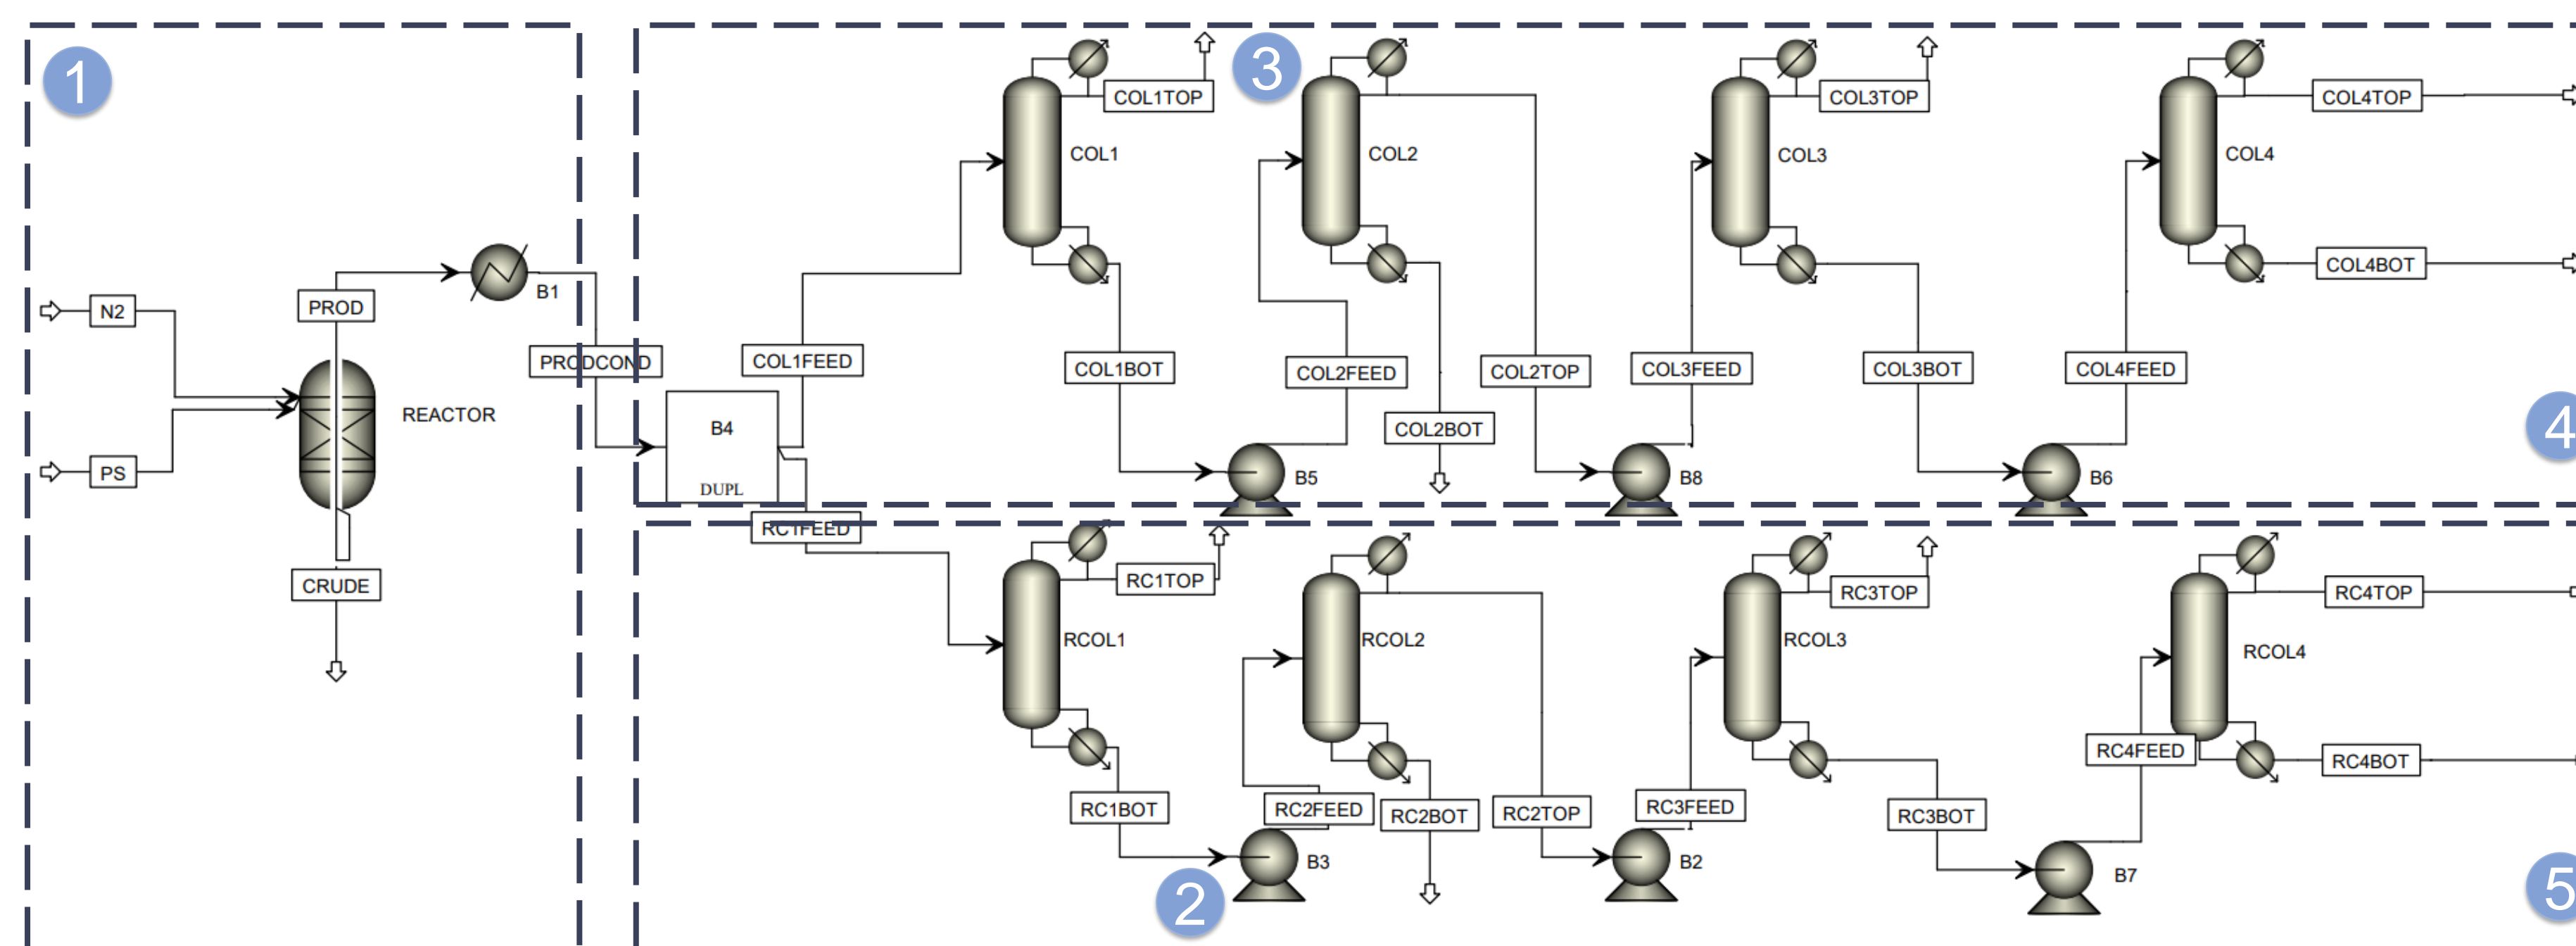 1
N2
PS
PROD
REACTOR
CRUDE
B1
PRODCOND
B4
DUPL
COL1FEED
COL1TOP
COL1
COL1BOT
3
COL2
COL2FEED
B5
COL2BOT
COL2TOP
COL3TOP
COL3
COL3FEED
B8
COL3BOT
COL4TOP
COL4
COL4BOT
COL4FEED
B6
4
RC1FEED
RC1TOP
RCOL1
RC1BOT
2
RCOL2
RC2FEED
B3
RC2BOT
RC2TOP
RC3TOP
RCOL3
RC3FEED
B2
RC3BOT
RC4TOP
RCOL4
RC4FEED
RC4BOT
B7
5